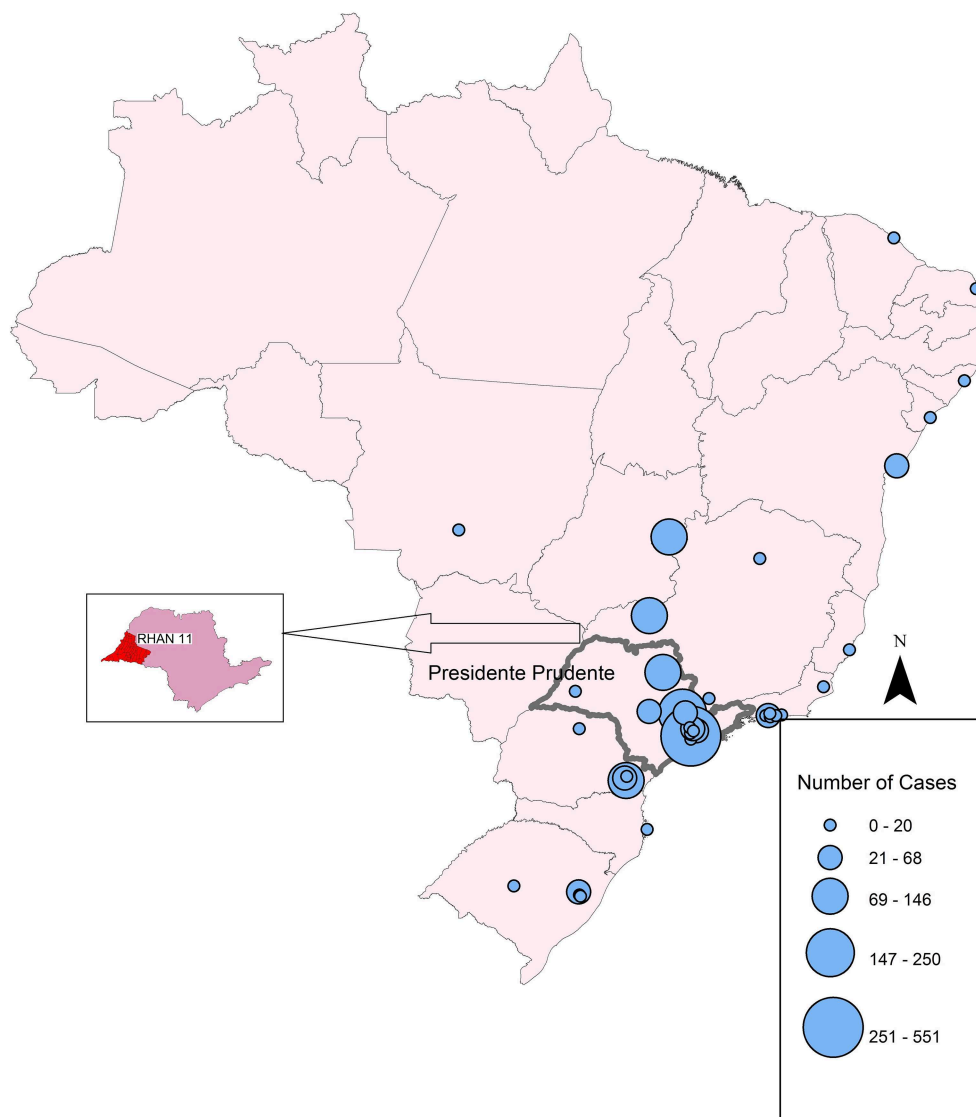 RHAN 11
Presidente Prudente
N
Number of Cases
0 - 20
21 - 68
69 - 146
147 - 250
251 - 551